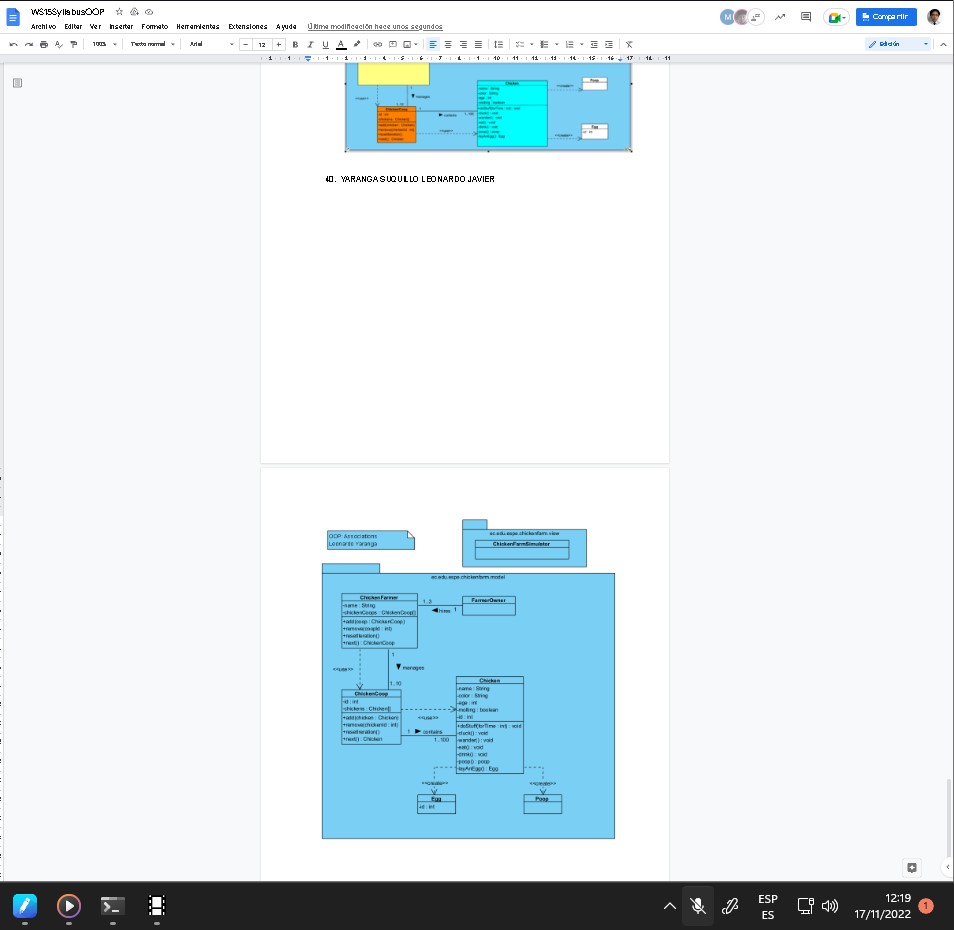 WS15SyllabusOOP
Archivo Editar Ver Insertar Formato Herramientas Extensiones Ayuda Última modificación hace unos segundos
M
Compartir
100% Texto normal Arial − 12 + B I U A
Edición
Chicken
Poop
manages
contains
Egg
40. YARANGA SUQUILLO LEONARDO JAVIER
OOP Associations
Leonardo Yaranga
ec.edu.espe.chickenfarm.view
ChickenFarmSimulator
ec.edu.espe.chickenfarm.model
ChickenFarmer
-name : String
-chickenCoops : ChickenCoop[]
+add(coop : ChickenCoop)
+remove(coopId : int)
+resetIteration()
+next() : ChickenCoop
1..3
hires 1
FarmerOwner
<<use>>
1
manages
1..10
ChickenCoop
-id : int
-chickens : Chicken[]
+add(chicken : Chicken)
+remove(chickenId : int)
+resetIteration()
+next() : Chicken
<<use>>
1 contains
1..100
Chicken
-name : String
-color : String
-age : int
-molting : boolean
-id : int
+doStuff(forTime : int) : void
-cluck() : void
-wander() : void
-eat() : void
-drink() : void
-poop() : poop
-layAnEgg() : Egg
<<create>>
<<create>>
Egg
-id : int
Poop
ESP
ES
12:19
17/11/2022
1